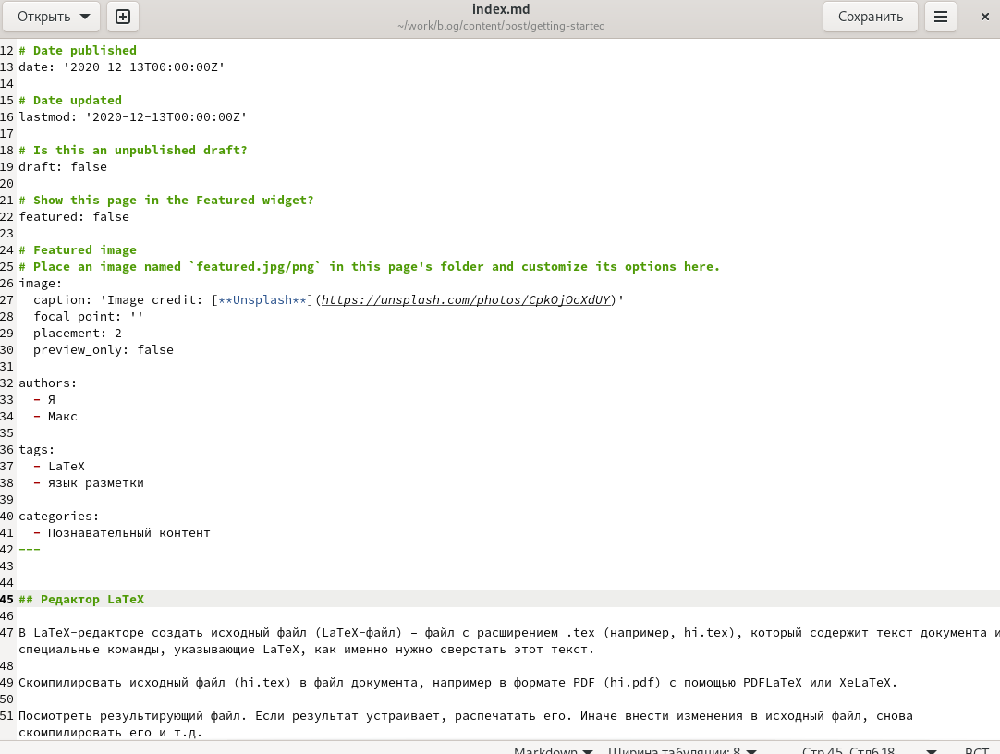 Открыть
index.md
~/work/blog/content/post/getting-started
Сохранить
12 # Date published
13 date: '2020-12-13T00:00:00Z'
14
15 # Date updated
16 lastmod: '2020-12-13T00:00:00Z'
17
18 # Is this an unpublished draft?
19 draft: false
20
21 # Show this page in the Featured widget?
22 featured: false
23
24 # Featured image
25 # Place an image named `featured.jpg/png` in this page's folder and customize its options here.
26 image:
27   caption: 'Image credit: [**Unsplash**](https://unsplash.com/photos/CpkOjOcXdUY)'
28   focal_point: ''
29   placement: 2
30   preview_only: false
31
32 authors:
33   - Я
34   - Макс
35
36 tags:
37   - LaTeX
38   - язык разметки
39
40 categories:
41   - Познавательный контент
42 ---
43
44
45 ## Редактор LaTeX
46
47 В LaTeX-редакторе создать исходный файл (LaTeX-файл) – файл с расширением .tex (например, hi.tex), который содержит текст документа и
специальные команды, указывающие LaTeX, как именно нужно сверстать этот текст.
48
49 Скомпилировать исходный файл (hi.tex) в файл документа, например в формате PDF (hi.pdf) с помощью PDFLaTeX или XeLaTeX.
50
51 Посмотреть результирующий файл. Если результат устраивает, распечатать его. Иначе внести изменения в исходный файл, снова
скомпилировать его и т.д.
Markdown Ширина табуляции: 8 Стр 45, Стлб 18 ВСТ